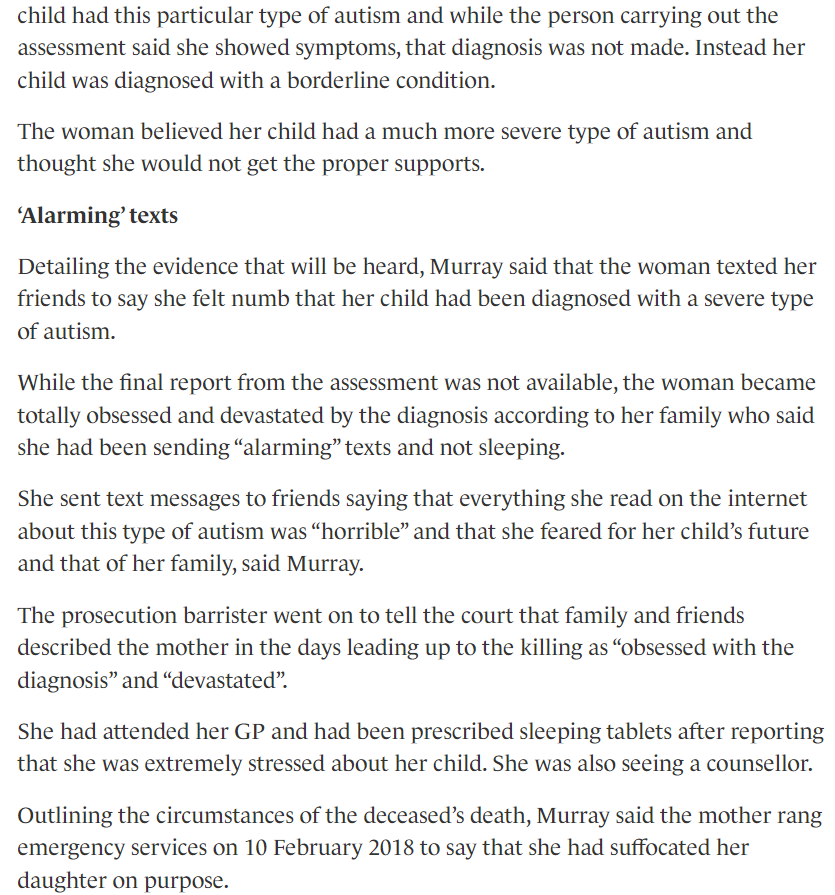 child had this particular type of autism and while the person carrying out the
assessment said she showed symptoms, that diagnosis was not made. Instead her
child was diagnosed with a borderline condition.
The woman believed her child had a much more severe type of autism and
thought she would not get the proper supports.
‘Alarming’ texts
Detailing the evidence that will be heard, Murray said that the woman texted her
friends to say she felt numb that her child had been diagnosed with a severe type
of autism.
While the final report from the assessment was not available, the woman became
totally obsessed and devastated by the diagnosis according to her family who said
she had been sending “alarming” texts and not sleeping.
She sent text messages to friends saying that everything she read on the internet
about this type of autism was “horrible” and that she feared for her child’s future
and that of her family, said Murray.
The prosecution barrister went on to tell the court that family and friends
described the mother in the days leading up to the killing as “obsessed with the
diagnosis” and “devastated”.
She had attended her GP and had been prescribed sleeping tablets after reporting
that she was extremely stressed about her child. She was also seeing a counsellor.
Outlining the circumstances of the deceased’s death, Murray said the mother rang
emergency services on 10 February 2018 to say that she had suffocated her
daughter on purpose.